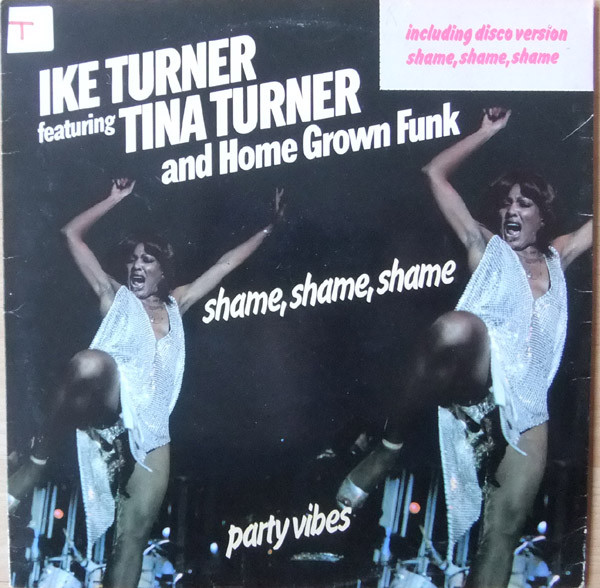 T
including disco version
shame, shame, shame
IKE TURNER
featuring TINA TURNER
and Home Grown Funk
shame, shame, shame
party vibes